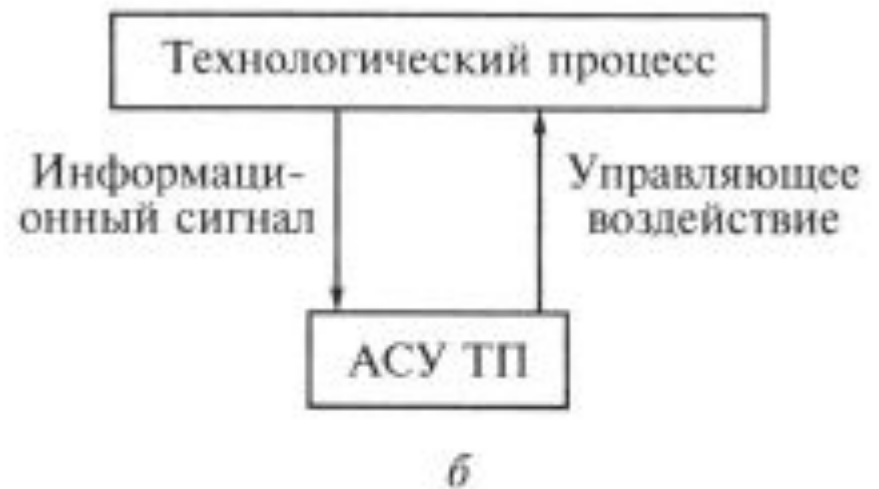 Технологический процесс
Информаци-
онный сигнал
Управляющее
воздействие
АСУ ТП
б